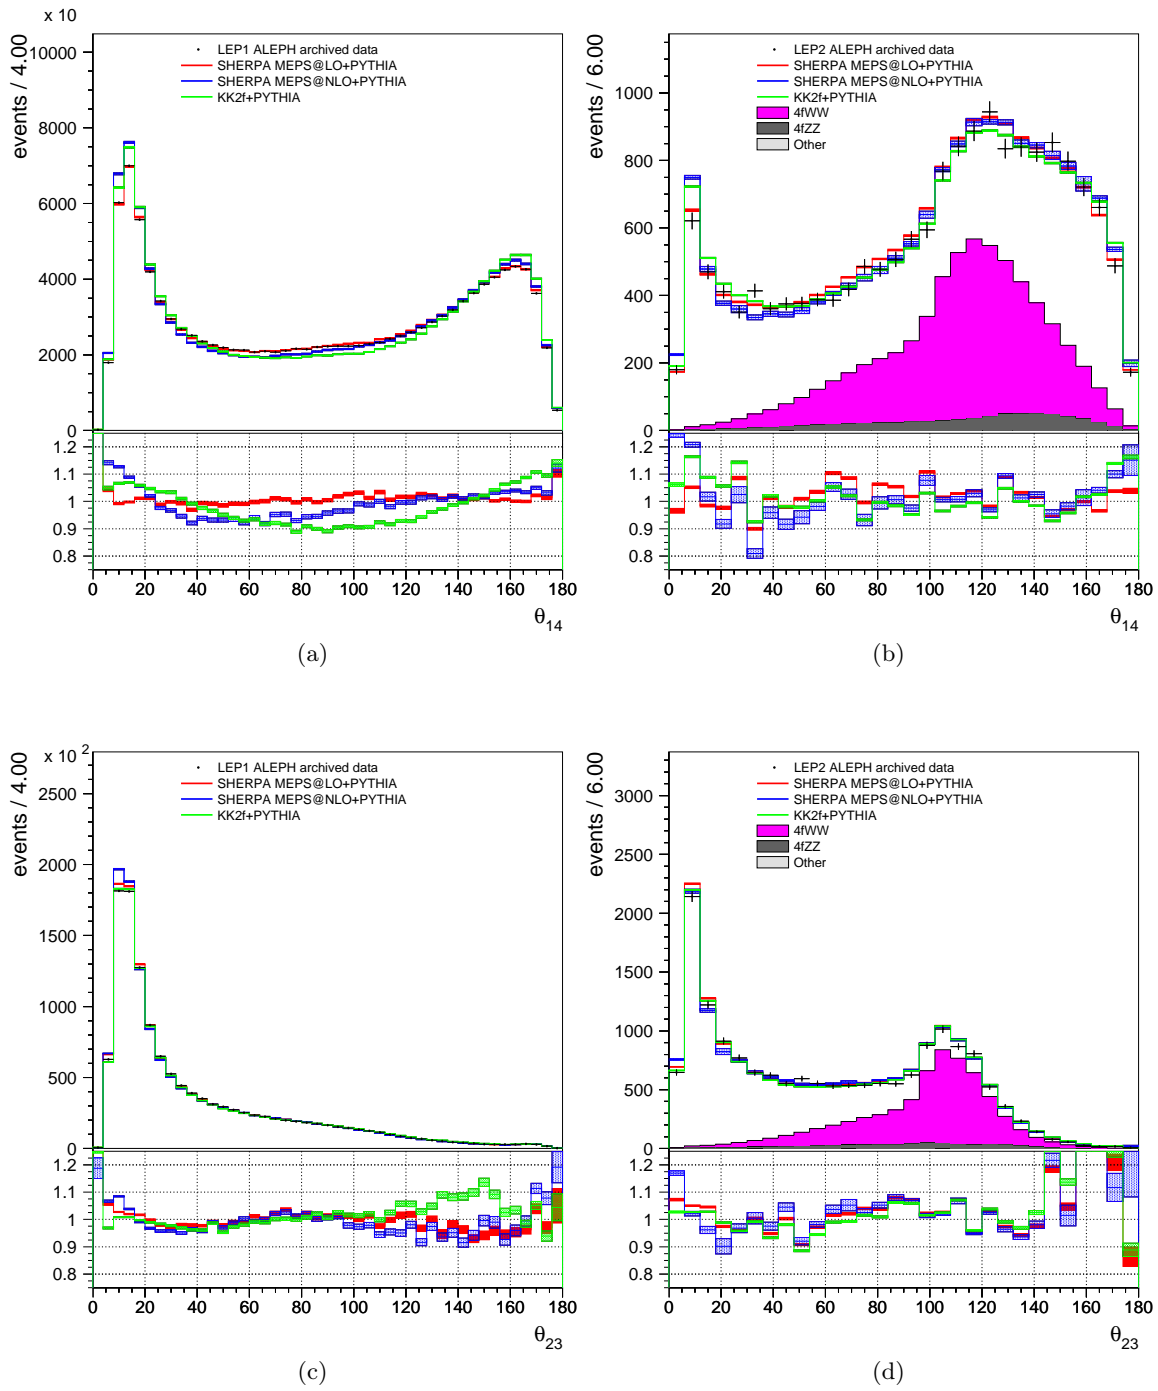 x 10
events / 4.00
10000
8000
6000
4000
2000
0
LEP1 ALEPH archived data
SHERPA MEPS@LO+PYTHIA
SHERPA MEPS@NLO+PYTHIA
KK2f+PYTHIA
1.2
1.1
1
0.9
0.8
0 20 40 60 80 100 120 140 160 180
θ14
(a)
events / 6.00
1000
800
600
400
200
0
LEP2 ALEPH archived data
SHERPA MEPS@LO+PYTHIA
SHERPA MEPS@NLO+PYTHIA
KK2f+PYTHIA
4fWW
4fZZ
Other
1.2
1.1
1
0.9
0.8
0 20 40 60 80 100 120 140 160 180
θ14
(b)
x 10 2
events / 4.00
2500
2000
1500
1000
500
0
LEP1 ALEPH archived data
SHERPA MEPS@LO+PYTHIA
SHERPA MEPS@NLO+PYTHIA
KK2f+PYTHIA
1.2
1.1
1
0.9
0.8
0 20 40 60 80 100 120 140 160 180
θ23
(c)
events / 6.00
3000
2500
2000
1500
1000
500
0
LEP2 ALEPH archived data
SHERPA MEPS@LO+PYTHIA
SHERPA MEPS@NLO+PYTHIA
KK2f+PYTHIA
4fWW
4fZZ
Other
1.2
1.1
1
0.9
0.8
0 20 40 60 80 100 120 140 160 180
θ23
(d)